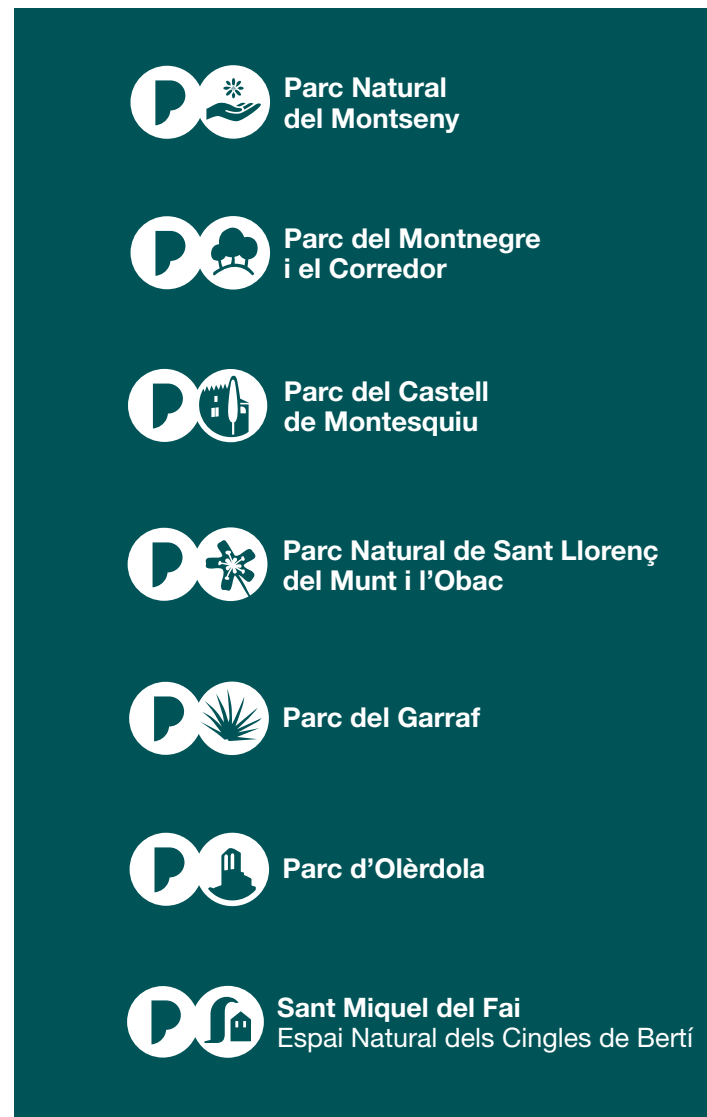 Parc Natural
del Montseny
Parc del Montnegre
i el Corredor
Parc del Castell
de Montesquiu
Parc Natural de Sant Llorenç
del Munt i l’Obac
Parc del Garraf
Parc d’Olèrdola
Sant Miquel del Fai
Espai Natural dels Cingles de Bertí